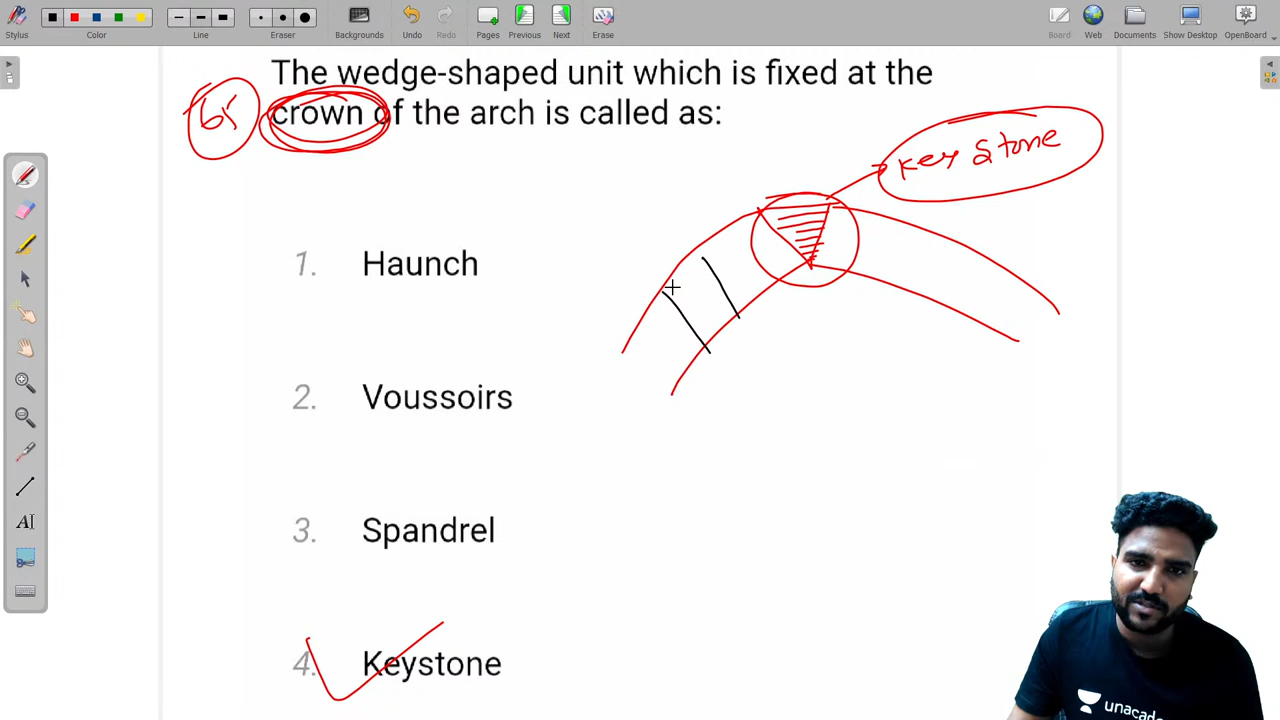 Stylus
Color
Line
Eraser
Backgrounds
Undo
Redo
Pages
Previous
Next
Erase
Board
Web
Documents
Show Desktop
OpenBoard
The wedge-shaped unit which is fixed at the
65
crown of the arch is called as:
key stone
1. Haunch
2. Voussoirs
3. Spandrel
4. Keystone
A